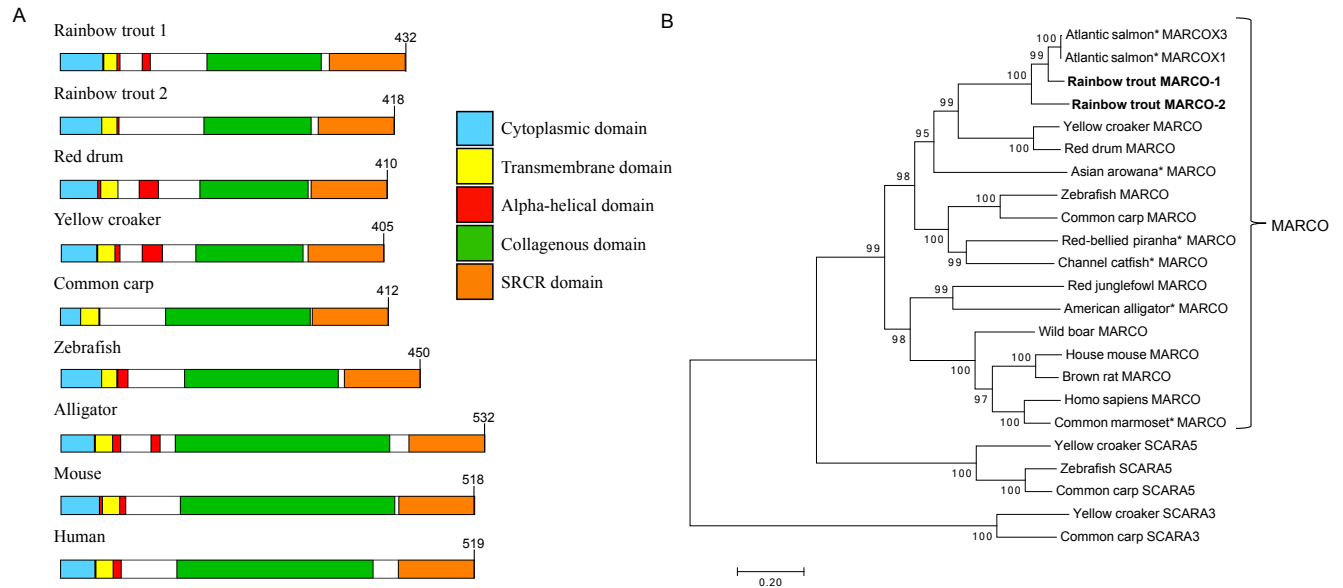 A
Rainbow trout 1
432
Rainbow trout 2
418
Red drum
410
Yellow croaker
405
Common carp
412
Zebrafish
450
Alligator
532
Mouse
518
Human
519
Cytoplasmic domain
Transmembrane domain
Alpha-helical domain
Collagenous domain
SRCR domain
B
Atlantic salmon* MARCOX3
Atlantic salmon* MARCOX1
Rainbow trout MARCO-1
Rainbow trout MARCO-2
Yellow croaker MARCO
Red drum MARCO
Asian arowana* MARCO
Zebrafish MARCO
Common carp MARCO
Red-bellied piranha* MARCO
Channel catfish* MARCO
Red junglefowl MARCO
American alligator* MARCO
Wild boar MARCO
House mouse MARCO
Brown rat MARCO
Homo sapiens MARCO
Common marmoset* MARCO
Yellow croaker SCARA5
Zebrafish SCARA5
Common carp SCARA5
Yellow croaker SCARA3
Common carp SCARA3
100
99
100
99
100
95
98
100
100
99
99
99
98
100
100
97
100
100
100
100
MARCO
0.20